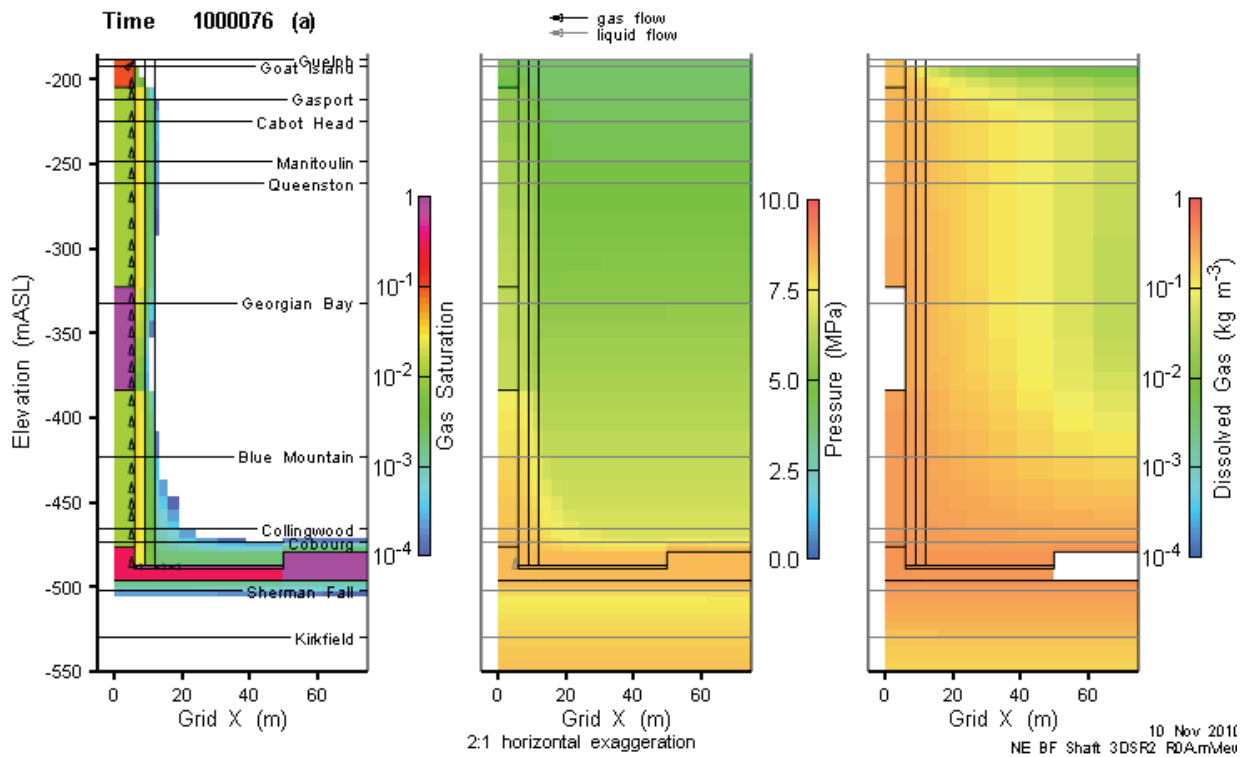 Time 1000076 (a)
gas flow
liquid flow
Elevation (mASL)
-200
-250
-300
-350
-400
-450
-500
-550
Guelph
Goat Island
Gasport
Cabot Head
Manitoulin
Queenston
Georgian Bay
Blue Mountain
Collingwood
Cobourg
Sherman Fall
Kirkfield
0 20 40 60
Grid X (m)
1
10-1
10-2
10-3
10-4
Gas Saturation
0 20 40 60
Grid X (m)
2:1 horizontal exaggeration
10.0
7.5
5.0
2.5
0.0
Pressure (MPa)
0 20 40 60
Grid X (m)
1
10-1
10-2
10-3
10-4
Dissolved Gas (kg m-3)
10 Nov 2010
NE BF Shaft 3DSR2 R0A.mView